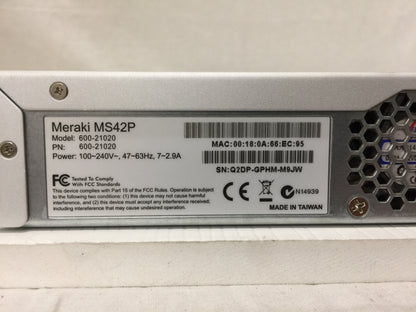 Meraki MS42P
Model: 600-21020
PN: 600-21020
Power: 100~240V~, 47~63Hz, 7~2.9A
MAC:00:18:0A:66:EC:95
SN:Q2DP-GPHM-M9JW
FC Tested To Comply
With FCC Standards
This device complies with Part 15 of the FCC Rules. Operation
is subject to the following two conditions:
(1) this device may not cause harmful
interference, and (2) this device must accept any interference received,
including interference that may cause undesired operation.
CE
N14939
MADE IN TAIWAN